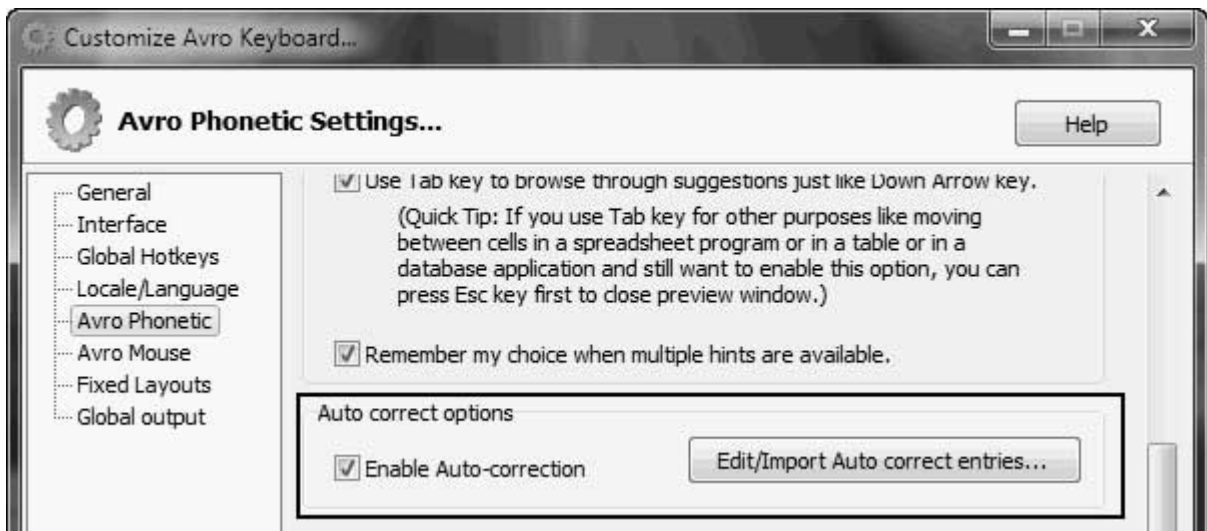 Customize Avro Keyboard...
Avro Phonetic Settings...
Help
General
Interface
Global Hotkeys
Locale/Language
Avro Phonetic
Avro Mouse
Fixed Layouts
Global output
Use Tab key to browse through suggestions just like Down Arrow key.
(Quick Tip: If you use Tab key for other purposes like moving
between cells in a spreadsheet program or in a table or in a
database application and still want to enable this option, you can
press Esc key first to close preview window.)
Remember my choice when multiple hints are available.
Auto correct options
Enable Auto-correction
Edit/Import Auto correct entries...